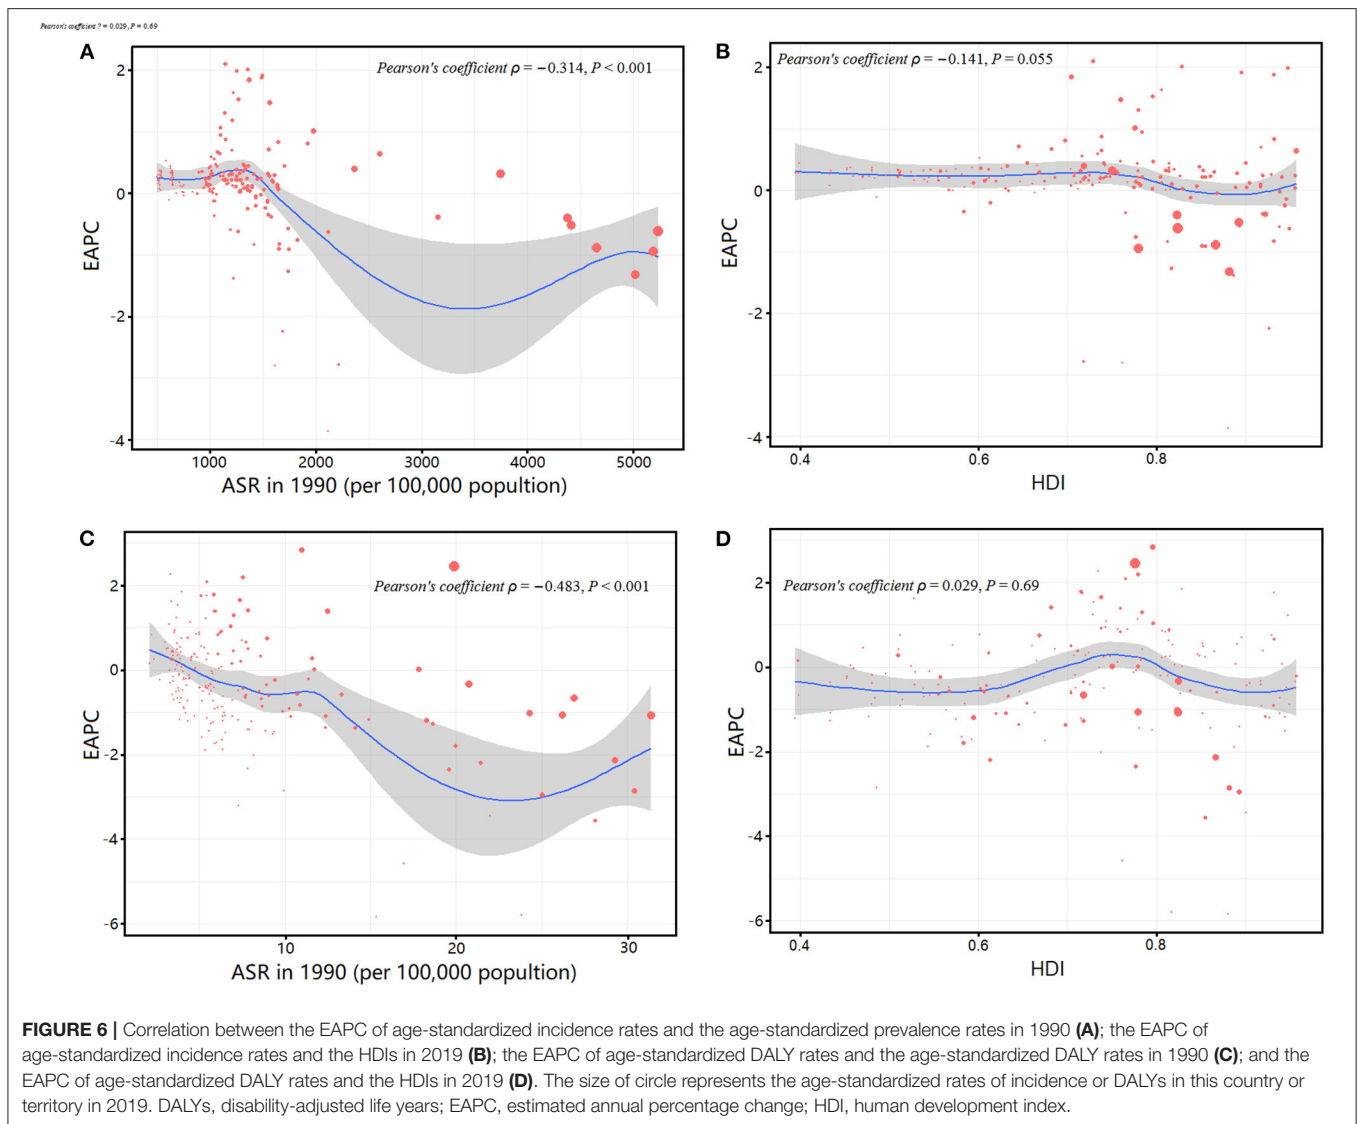 Pearson's coefficient ? = 0.029, P = 0.69
A
Pearson's coefficient ρ = −0.314, P < 0.001
2
0
-2
-4
EAPC
1000 2000 3000 4000 5000
ASR in 1990 (per 100,000 popultion)
B
Pearson's coefficient ρ = −0.141, P = 0.055
2
0
-2
-4
EAPC
0.4 0.6 0.8
HDI
C
Pearson's coefficient ρ = −0.483, P < 0.001
2
0
-2
-4
-6
EAPC
10 20 30
ASR in 1990 (per 100,000 popultion)
D
Pearson's coefficient ρ = 0.029, P = 0.69
2
0
-2
-4
-6
EAPC
0.4 0.6 0.8
HDI
FIGURE 6 | Correlation between the EAPC of age-standardized incidence rates and the age-standardized prevalence rates in 1990 (A); the EAPC of
age-standardized incidence rates and the HDIs in 2019 (B); the EAPC of age-standardized DALY rates and the age-standardized DALY rates in 1990 (C); and the
EAPC of age-standardized DALY rates and the HDIs in 2019 (D). The size of circle represents the age-standardized rates of incidence or DALYs in this country or
territory in 2019. DALYs, disability-adjusted life years; EAPC, estimated annual percentage change; HDI, human development index.